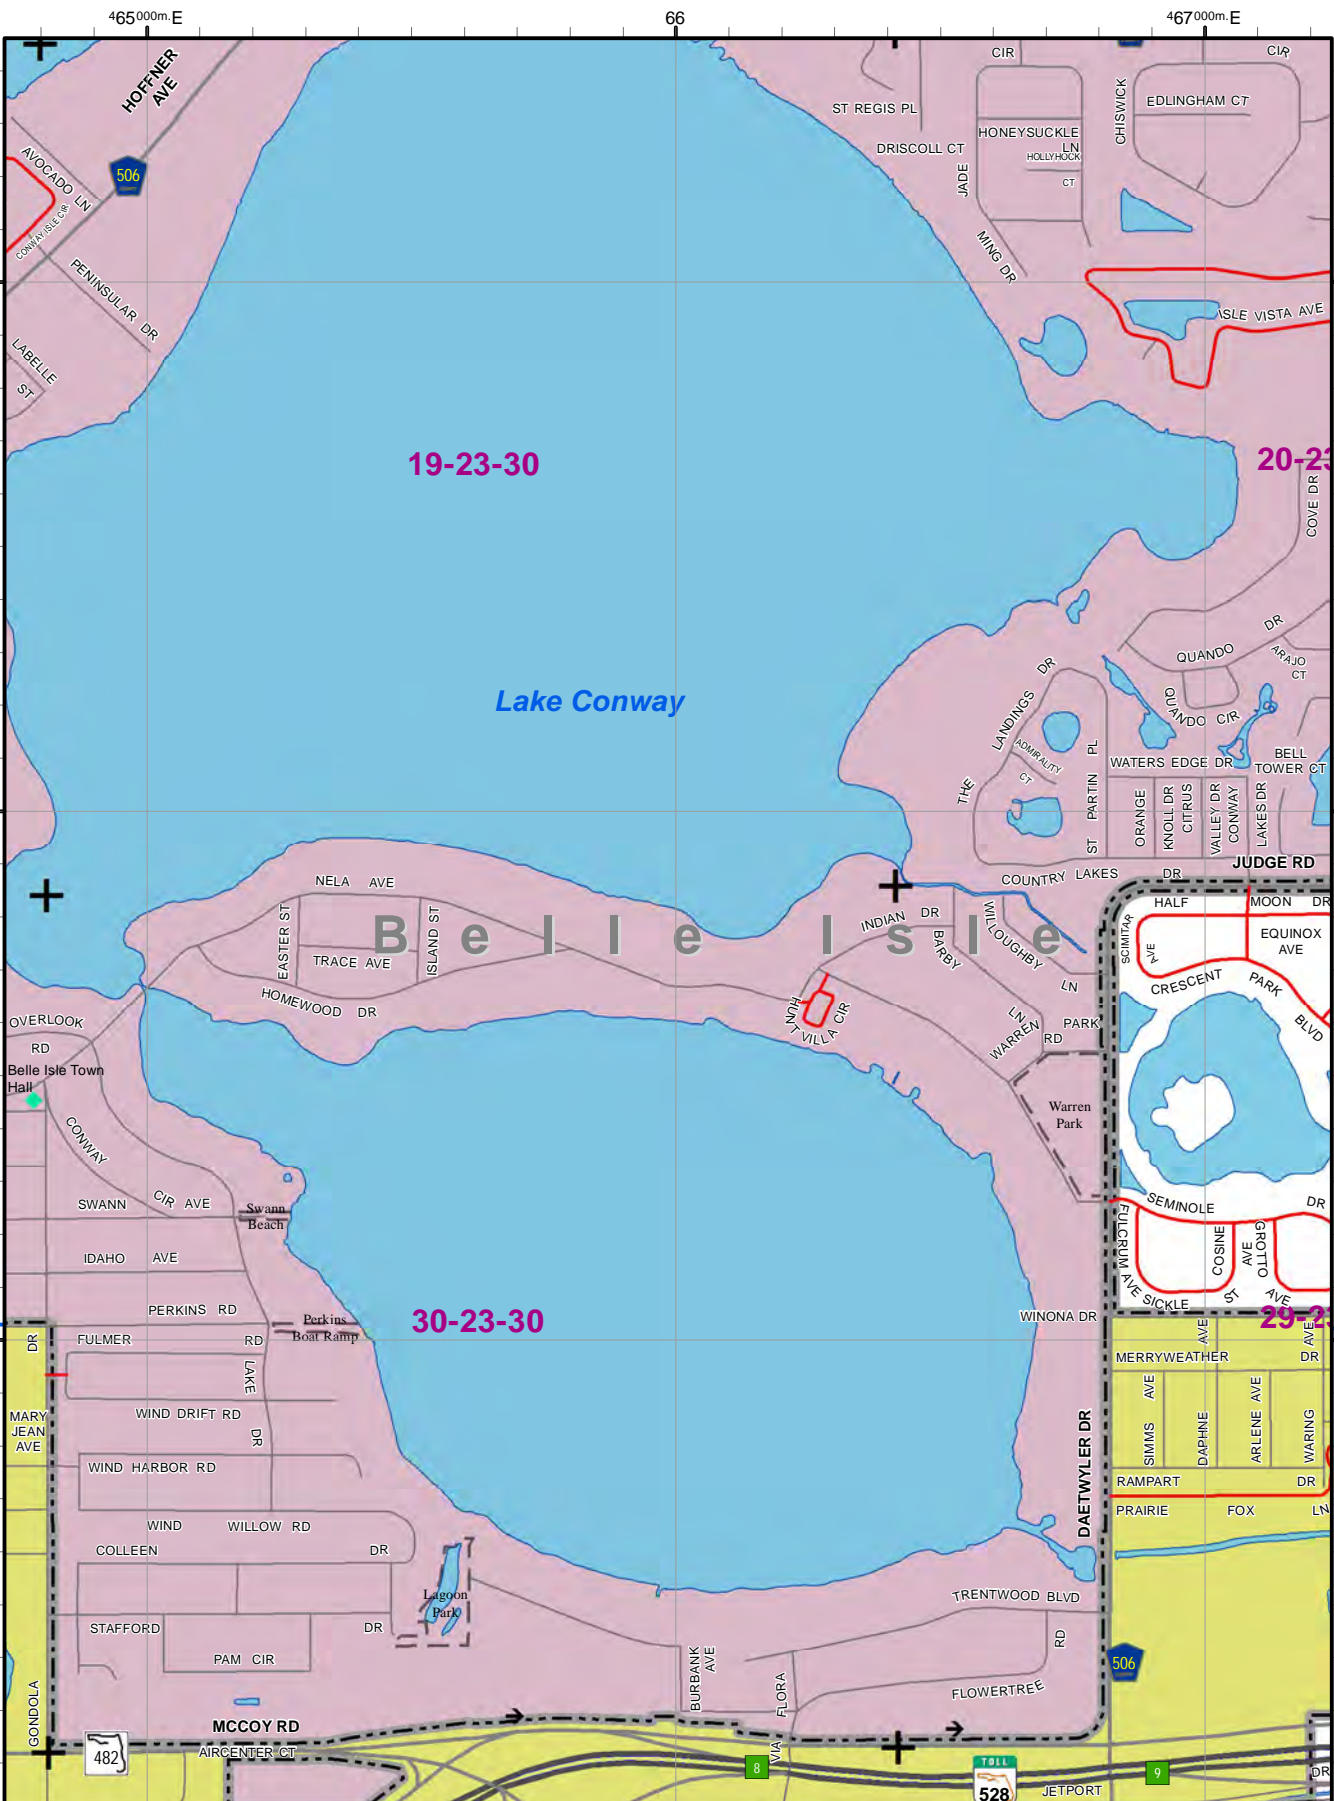 465000m.E 66 467000m.E
HOFFNER
AVE
506
AVOCADO LN
CONWAY ISLE CIR
PENINSULAR DR
LABELLE
ST
CIR
CIR
ST REGIS PL
DRISCOLL CT
JADE
HONEYSUCKLE
LN
HOLLYHOCK
CT
CHISWICK
EDLINGHAM CT
MING DR
ISLE VISTA AVE
19-23-30
20-23
COVE DR
Lake Conway
QUANDO DR
ARAJO
CT
QUANDO CIR
THE LANDINGS DR
ADMIRALITY
CT
ST PARTIN PL
WATERS EDGE DR
BELL
TOWER CT
ORANGE
KNOLL DR
CITRUS
VALLEY DR
CONWAY
LAKES DR
JUDGE RD
COUNTRY LAKES DR
NELA AVE
EASTER ST
TRACE AVE
ISLAND ST
HOMEWOOD DR
Belle Isle
INDIAN DR
BARBY
LN
WILLOUGHBY
LN
HUNT VILLA CIR
WARREN PARK
RD
Warren
Park
HALF MOON DR
SCIMITAR
AVE
EQUINOX
AVE
CRESCENT PARK BLVD
OVERLOOK
RD
Belle Isle Town
Hall
CONWAY
CIR AVE
SWANN
Swann
Beach
IDAHO AVE
PERKINS RD
Perkins
Boat Ramp
30-23-30
SEMINOLE DR
FULCRUM AVE
COSINE
AVE
GROTTO
AVE
SICKLE ST
29-23
WINONA DR
DR
FULMER RD
LAKE
DR
MARY
JEAN
AVE
WIND DRIFT RD
WIND HARBOR RD
WIND WILLOW RD
COLLEEN DR
Lagoon
Park
STAFFORD DR
PAM CIR
GONDOLA
MERRYWEATHER DR
SIMMS AVE
DAPHNE AVE
ARLENE AVE
WARING AVE
RAMPART DR
PRAIRIE FOX LN
DAETWYLER DR
TRENTWOOD BLVD
RD
FLOWERTREE
BURBANK
AVE
VIA FLORA
506
MCCOY RD
482
AIRCENTER CT
8
TOLL
528
JETPORT
9
DR